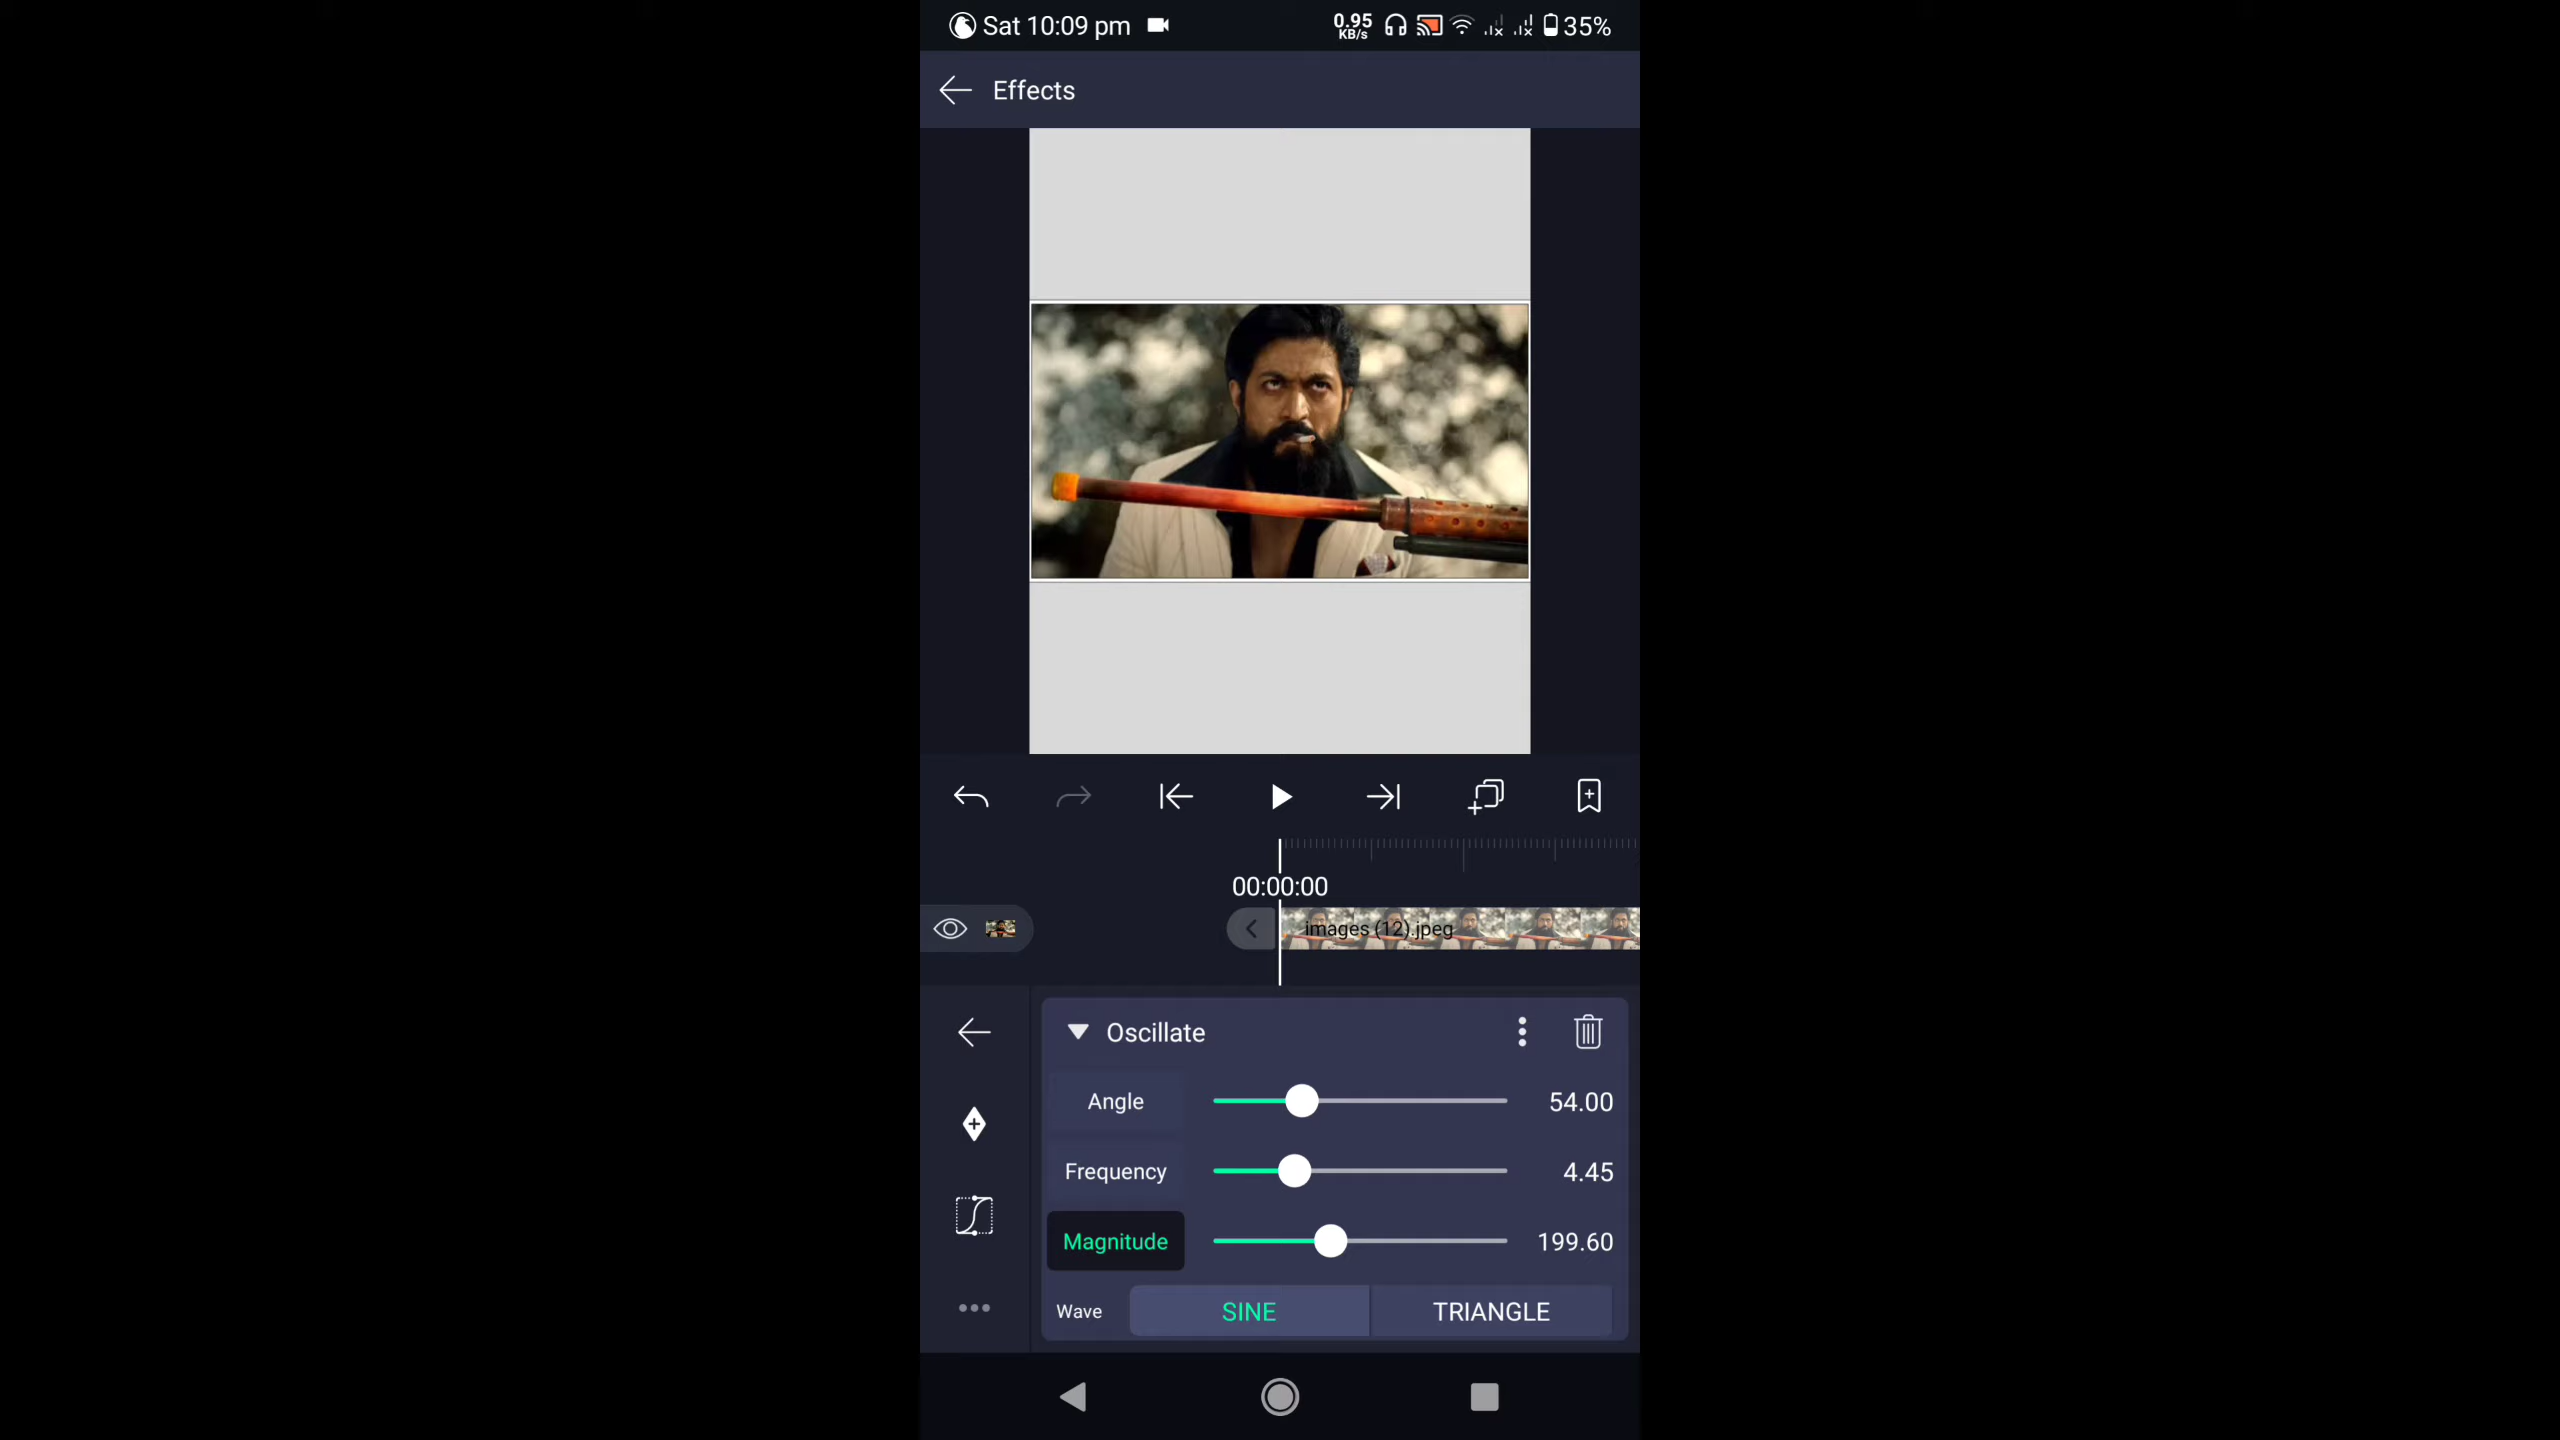 Sat 10:09 pm 0.95 KB/s 35%
Effects
00:00:00
images (12).jpeg
Oscillate
Angle 54.00
Frequency 4.45
Magnitude 199.60
Wave SINE TRIANGLE